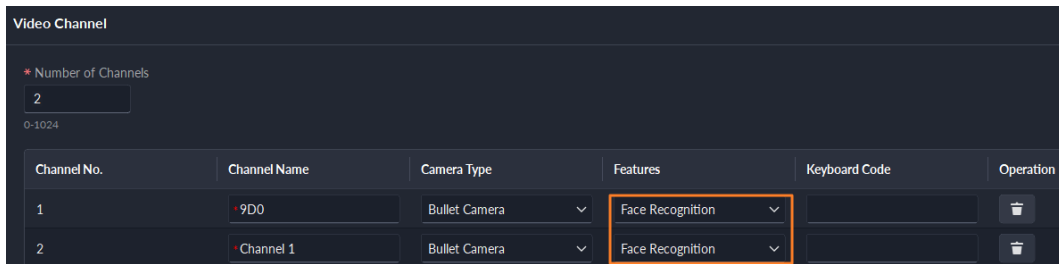 Video Channel
* Number of Channels
2
0-1024
Channel No. Channel Name Camera Type Features Keyboard Code Operation
1 * 9D0 Bullet Camera Face Recognition
2 * Channel 1 Bullet Camera Face Recognition